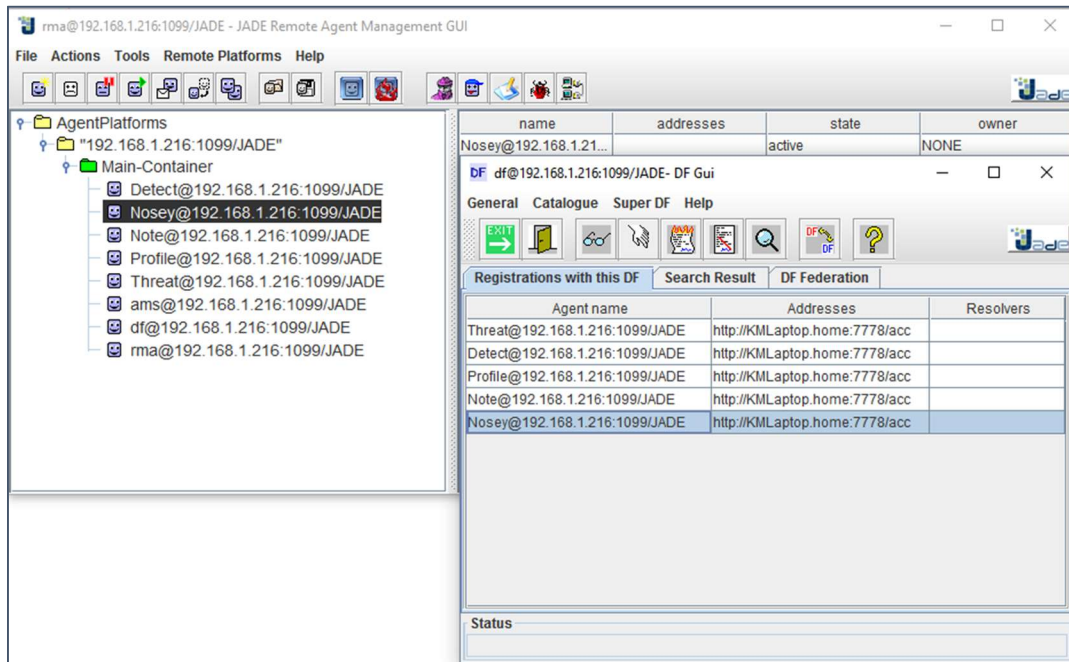 rma@192.168.1.216:1099/JADE - JADE Remote Agent Management GUI
File Actions Tools Remote Platforms Help
Jade
AgentPlatforms
"192.168.1.216:1099/JADE"
Main-Container
Detect@192.168.1.216:1099/JADE
Nosey@192.168.1.216:1099/JADE
Note@192.168.1.216:1099/JADE
Profile@192.168.1.216:1099/JADE
Threat@192.168.1.216:1099/JADE
ams@192.168.1.216:1099/JADE
df@192.168.1.216:1099/JADE
rma@192.168.1.216:1099/JADE
name addresses state owner
Nosey@192.168.1.21... active NONE
DF df@192.168.1.216:1099/JADE- DF Gui
General Catalogue Super DF Help
EXIT DF DF ? Jade
Registrations with this DF Search Result DF Federation
Agent name Addresses Resolvers
Threat@192.168.1.216:1099/JADE http://KMLaptop.home:7778/acc
Detect@192.168.1.216:1099/JADE http://KMLaptop.home:7778/acc
Profile@192.168.1.216:1099/JADE http://KMLaptop.home:7778/acc
Note@192.168.1.216:1099/JADE http://KMLaptop.home:7778/acc
Nosey@192.168.1.216:1099/JADE http://KMLaptop.home:7778/acc
Status